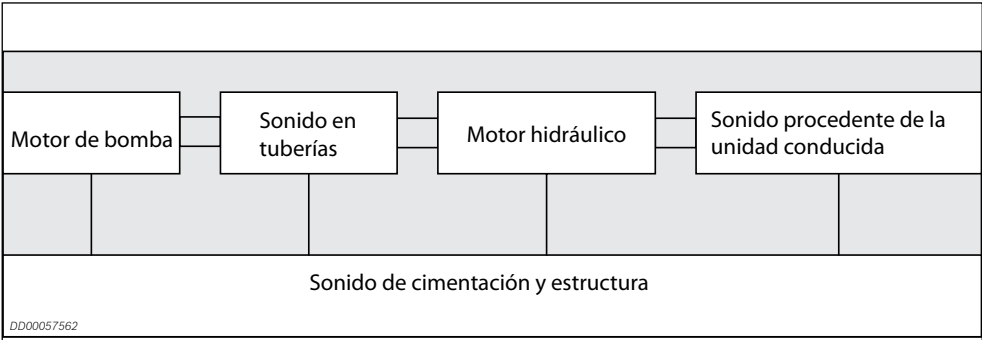 Motor de bomba
Sonido en
tuberías
Motor hidráulico
Sonido procedente de la
unidad conducida
Sonido de cimentación y estructura
DD00057562